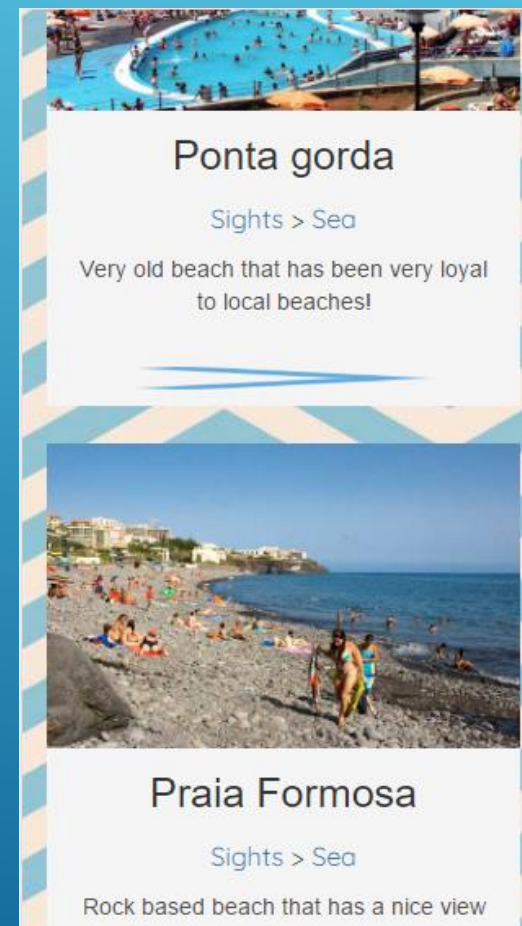 Ponta gorda
Sights > Sea
Very old beach that has been very loyal
to local beaches!
Praia Formosa
Sights > Sea
Rock based beach that has a nice view